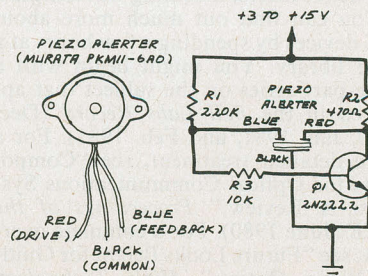 +3 TO +15V
PIEZO ALERTER
(MURATA PKM11-6A0)
R1
220K
PIEZO
ALERTER
R2
470Ω
BLUE
RED
BLACK
R3
10K
Q1
2N2222
RED
(DRIVE)
BLUE
(FEEDBACK)
BLACK
(COMMON)